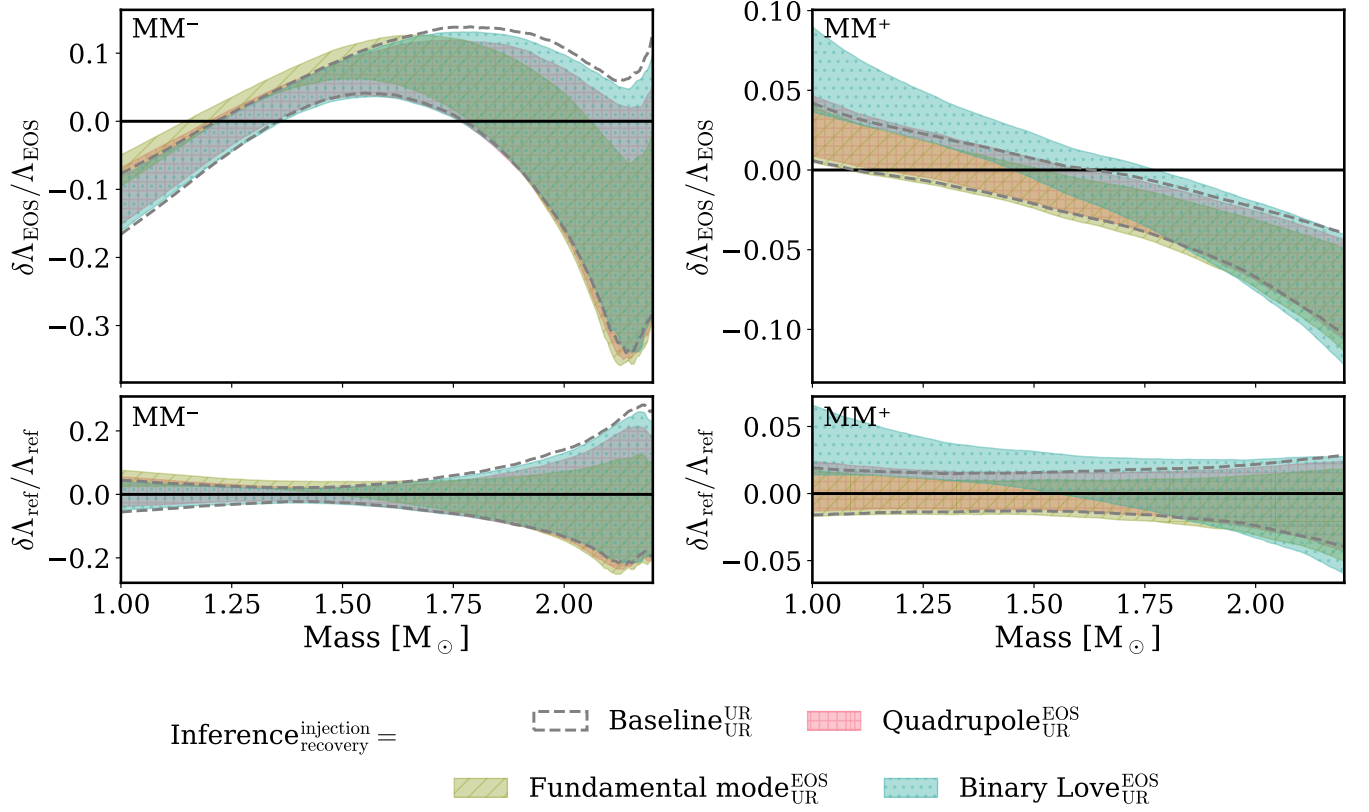 MM⁻
δΛ_EOS/Λ_EOS
0.1
0.0
−0.1
−0.2
−0.3
MM⁺
δΛ_EOS/Λ_EOS
0.10
0.05
0.00
−0.05
−0.10
MM⁻
δΛ_ref/Λ_ref
0.2
0.0
−0.2
1.00 1.25 1.50 1.75 2.00
Mass [M_⊙]
MM⁺
δΛ_ref/Λ_ref
0.05
0.00
−0.05
1.00 1.25 1.50 1.75 2.00
Mass [M_⊙]
Inference^injection_recovery =
Baseline^UR_UR
Quadrupole^EOS_UR
Fundamental mode^EOS_UR
Binary Love^EOS_UR